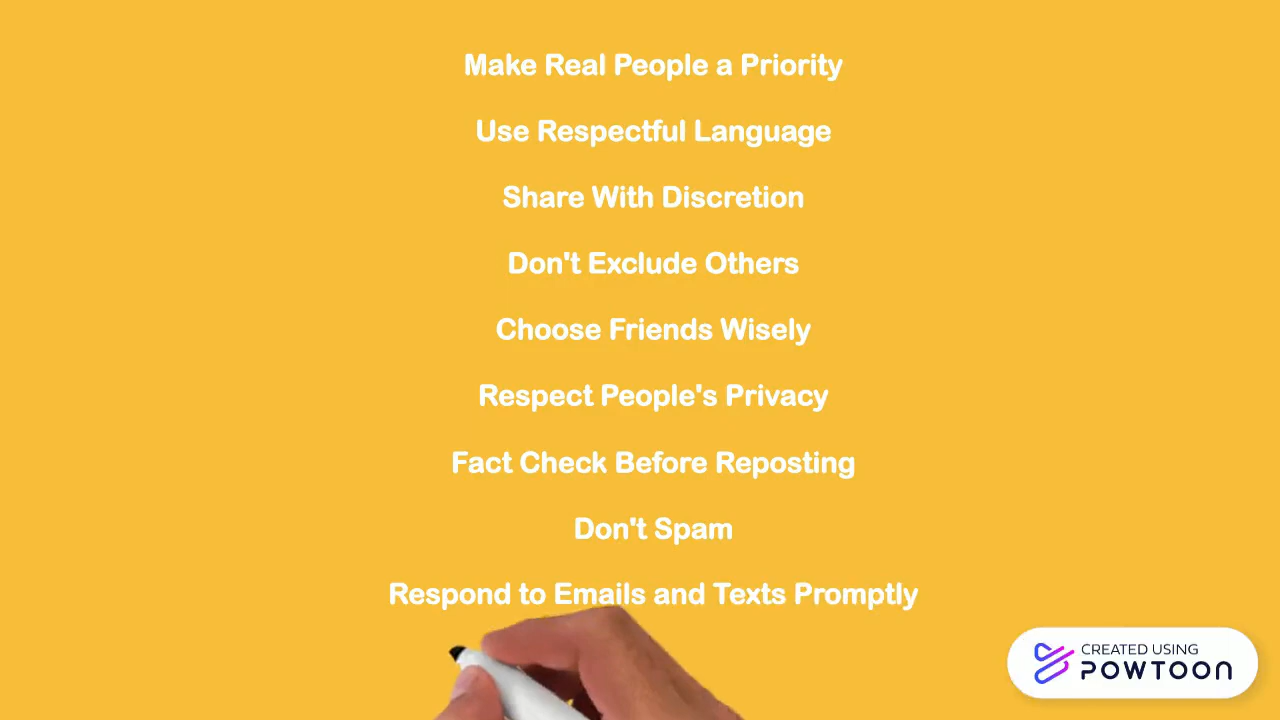 Make Real People a Priority
Use Respectful Language
Share With Discretion
Don't Exclude Others
Choose Friends Wisely
Respect People's Privacy
Fact Check Before Reposting
Don't Spam
Respond to Emails and Texts Promptly
CREATED USING
POWTOON